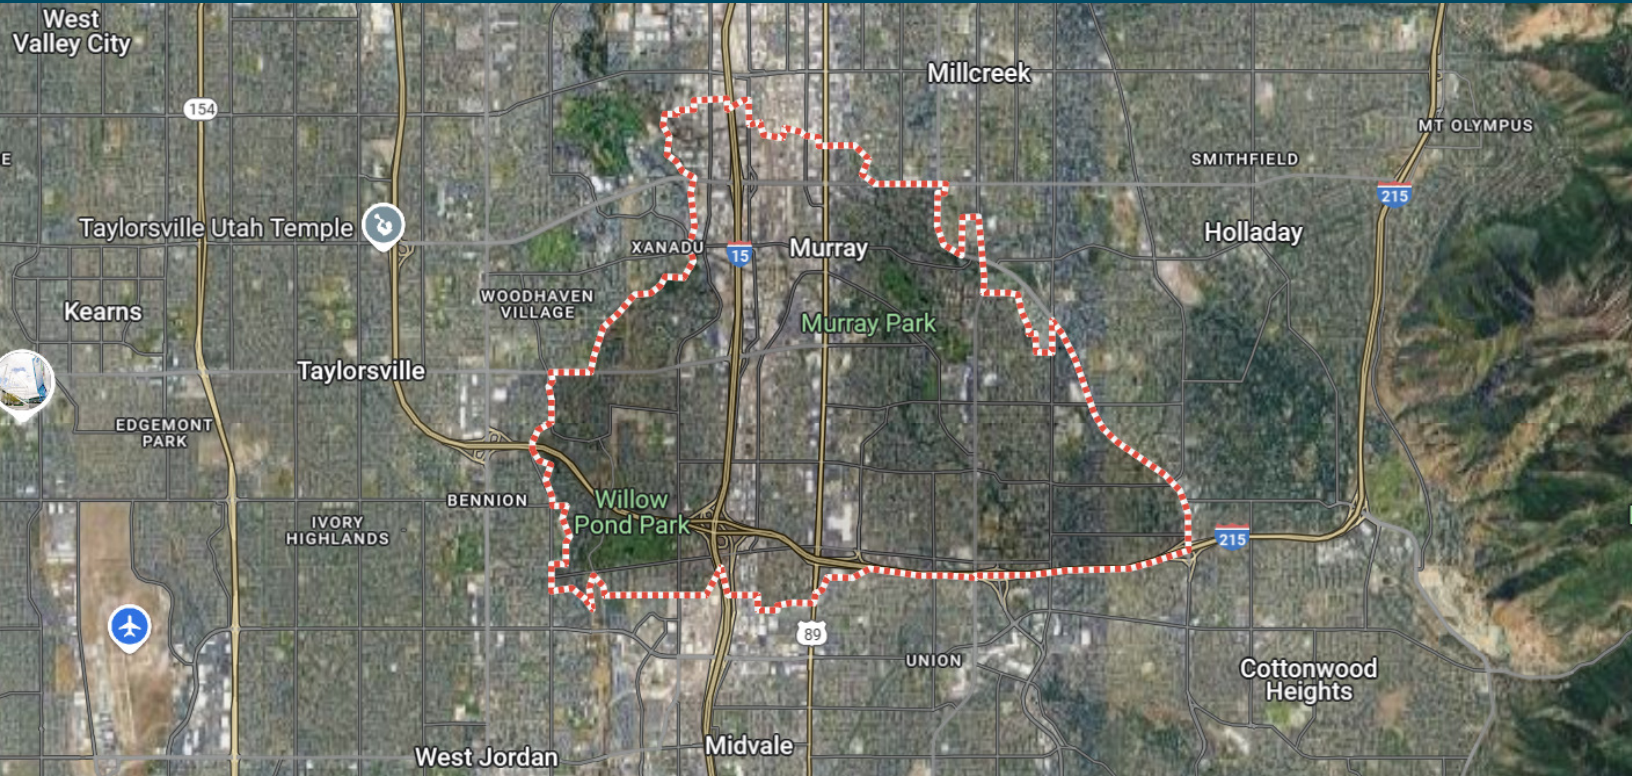 West
Valley City
Millcreek
154
MT OLYMPUS
E
SMITHFIELD
215
Taylorsville Utah Temple
Holladay
XANADU
15
Murray
WOODHAVEN
VILLAGE
Kearns
Murray Park
Taylorsville
EDGEMONT
PARK
BENNION
Willow
Pond Park
IVORY
HIGHLANDS
215
89
UNION
Cottonwood
Heights
West Jordan
Midvale